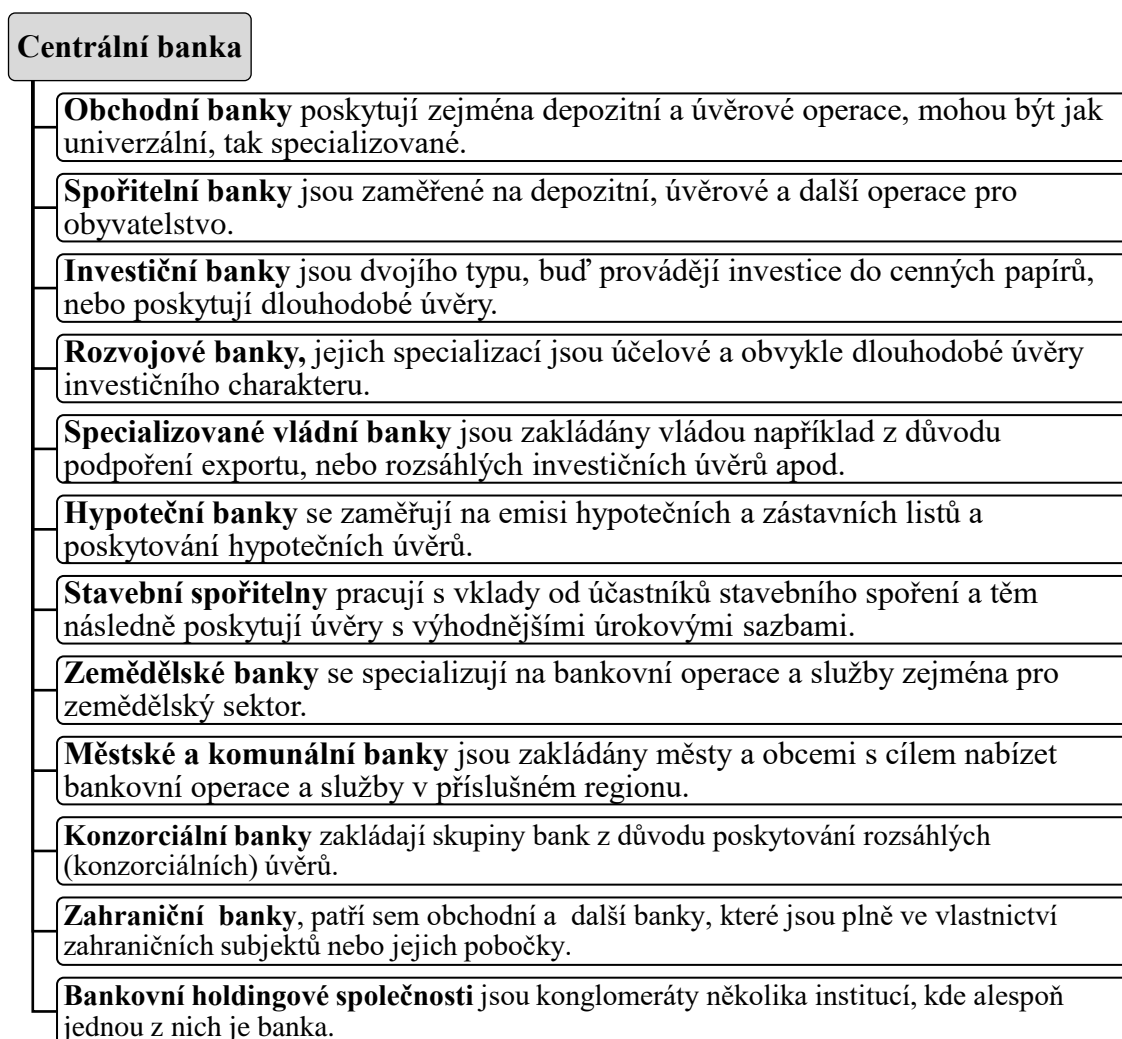 Centrální banka
Obchodní banky poskytují zejména depozitní a úvěrové operace, mohou být jak
univerzální, tak specializované.
Spořitelní banky jsou zaměřené na depozitní, úvěrové a další operace pro
obyvatelstvo.
Investiční banky jsou dvojího typu, buď provádějí investice do cenných papírů,
nebo poskytují dlouhodobé úvěry.
Rozvojové banky, jejich specializací jsou účelové a obvykle dlouhodobé úvěry
investičního charakteru.
Specializované vládní banky jsou zakládány vládou například z důvodu
podpoření exportu, nebo rozsáhlých investičních úvěrů apod.
Hypoteční banky se zaměřují na emisi hypotečních a zástavních listů a
poskytování hypotečních úvěrů.
Stavební spořitelny pracují s vklady od účastníků stavebního spoření a těm
následně poskytují úvěry s výhodnějšími úrokovými sazbami.
Zemědělské banky se specializují na bankovní operace a služby zejména pro
zemědělský sektor.
Městské a komunální banky jsou zakládány městy a obcemi s cílem nabízet
bankovní operace a služby v příslušném regionu.
Konzorciální banky zakládají skupiny bank z důvodu poskytování rozsáhlých
(konzorciálních) úvěrů.
Zahraniční  banky, patří sem obchodní a  další banky, které jsou plně ve vlastnictví
zahraničních subjektů nebo jejich pobočky.
Bankovní holdingové společnosti jsou konglomeráty několika institucí, kde alespoň
jednou z nich je banka.